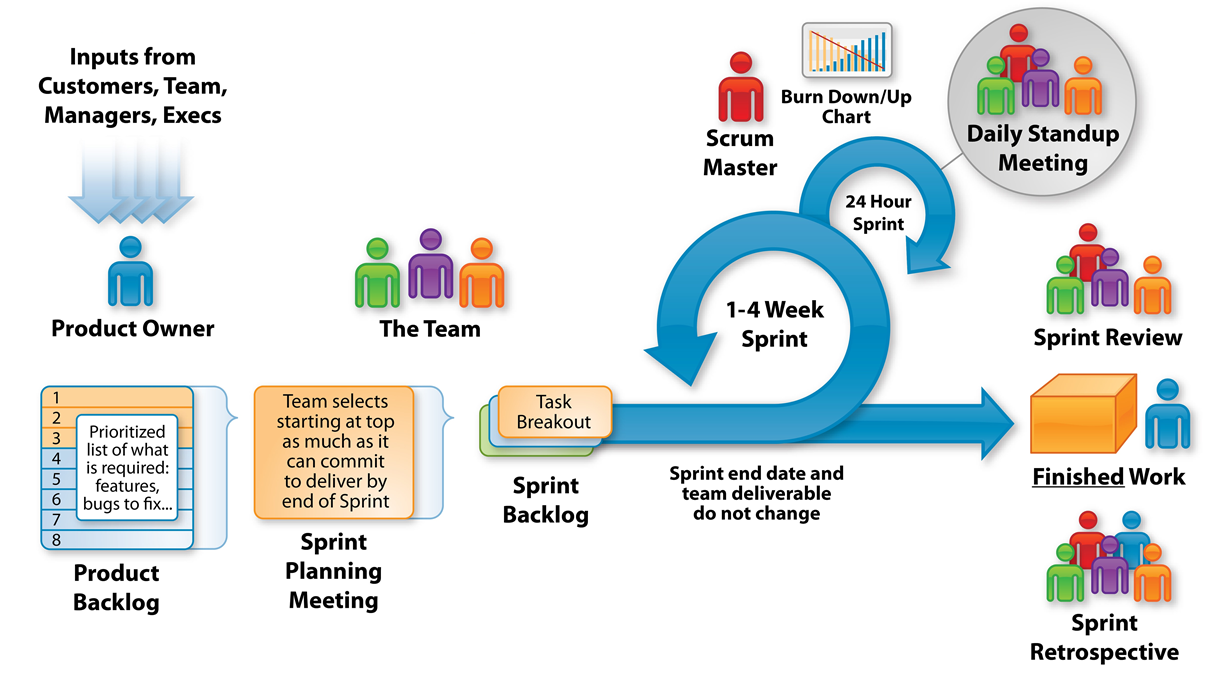 Inputs from
Customers, Team,
Managers, Execs
Product Owner
The Team
Scrum
Master
Burn Down/Up
Chart
Daily Standup
Meeting
24 Hour
Sprint
1-4 Week
Sprint
Sprint Review
1
2
3
4
5
6
7
8
Prioritized
list of what
is required:
features,
bugs to fix...
Product
Backlog
Team selects
starting at top
as much as it
can commit
to deliver by
end of Sprint
Sprint
Planning
Meeting
Task
Breakout
Sprint
Backlog
Sprint end date and
team deliverable
do not change
Finished Work
Sprint
Retrospective